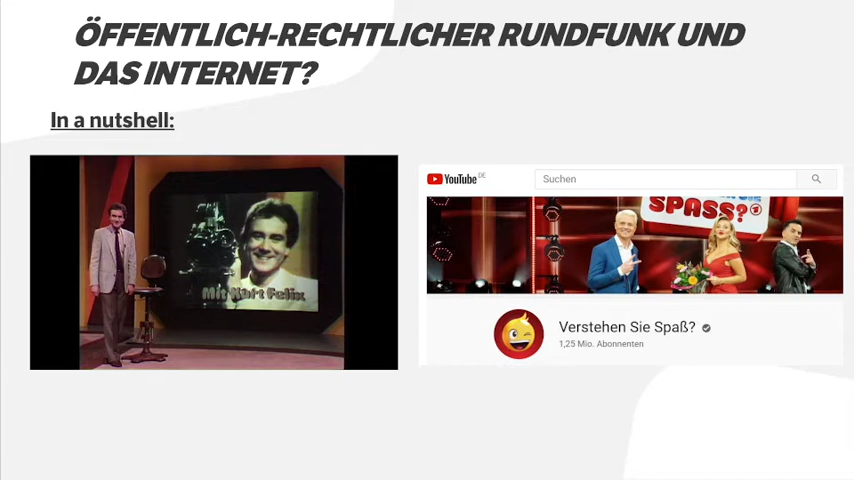 ÖFFENTLICH-RECHTLICHER RUNDFUNK UND
DAS INTERNET?
In a nutshell:
Mit Kurt Felix
YouTube DE
Suchen
SPASS?
Verstehen Sie Spaß?
1,25 Mio. Abonnenten